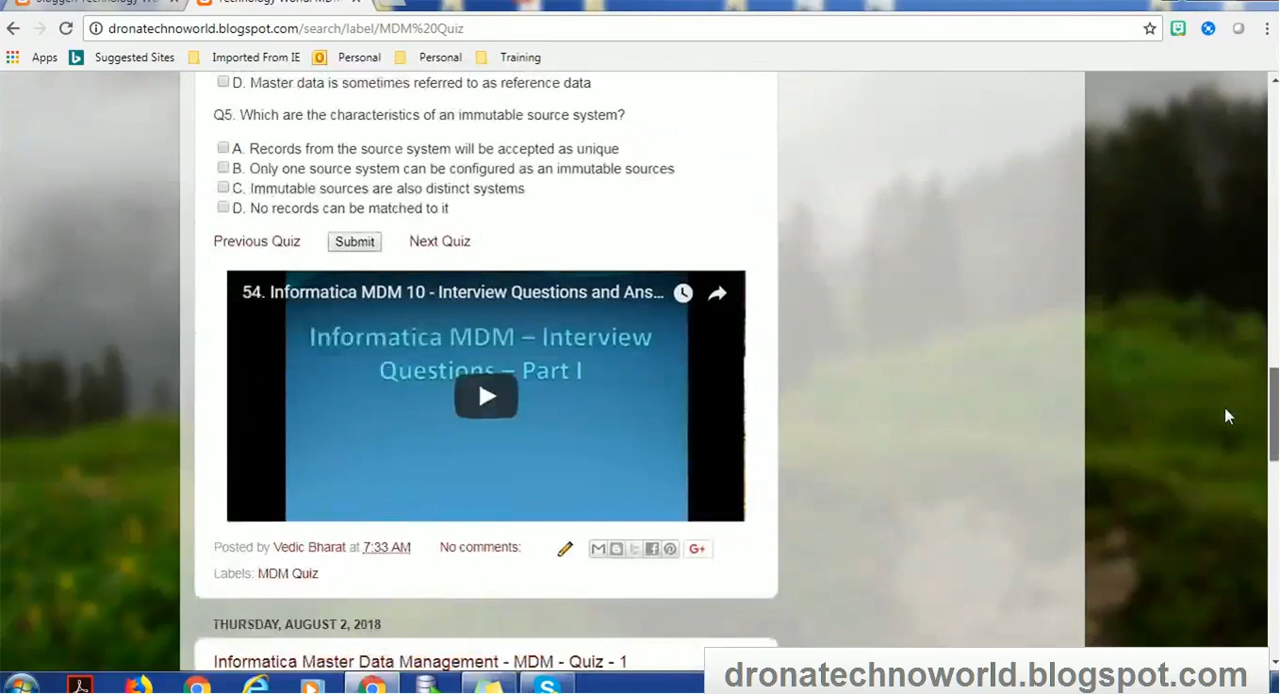 dronatechnoworld.blogspot.com/search/label/MDM%20Quiz
Apps Suggested Sites Imported From IE Personal Personal Training
D. Master data is sometimes referred to as reference data
Q5. Which are the characteristics of an immutable source system?
A. Records from the source system will be accepted as unique
B. Only one source system can be configured as an immutable sources
C. Immutable sources are also distinct systems
D. No records can be matched to it
Previous Quiz Submit Next Quiz
54. Informatica MDM 10 - Interview Questions and Ans...
Informatica MDM – Interview
Questions – Part I
Posted by Vedic Bharat at 7:33 AM No comments:
G+
Labels: MDM Quiz
THURSDAY, AUGUST 2, 2018
Informatica Master Data Management - MDM - Quiz - 1
dronatechnoworld.blogspot.com